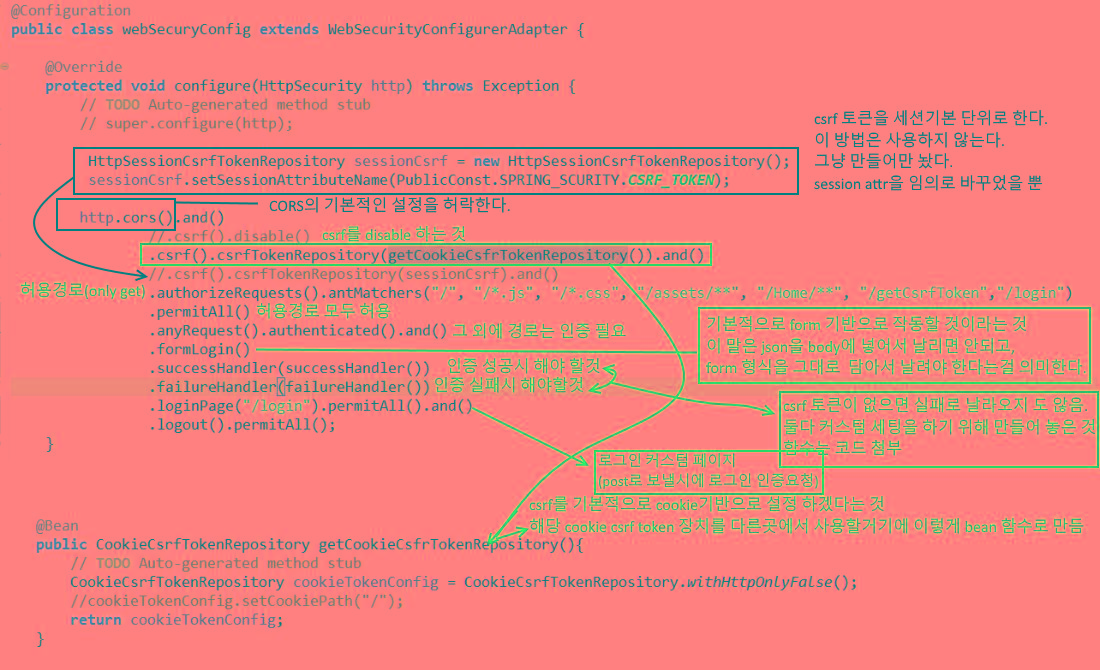 @Configuration
public class webSecuryConfig extends WebSecurityConfigurerAdapter {
@Override
protected void configure(HttpSecurity http) throws Exception {
// TODO Auto-generated method stub
// super.configure(http);
csrf 토큰을 세션기본 단위로 한다.
이 방법은 사용하지 않는다.
그냥 만들어만 놨다.
session attr을 임의로 바꾸었을 뿐
HttpSessionCsrfTokenRepository sessionCsrf = new HttpSessionCsrfTokenRepository();
sessionCsrf.setSessionAttributeName(PublicConst.SPRING_SCURITY.CSRF_TOKEN);
http.cors().and() CORS의 기본적인 설정을 허락한다.
//.csrf().disable() csrf를 disable 하는 것
.csrf().csrfTokenRepository(getCookieCsfrTokenRepository()).and()
//.csrf().csrfTokenRepository(sessionCsrf).and()
허용경로(only get) .authorizeRequests().antMatchers("/", "/*.js", "/*.css", "/assets/**", "/Home/**", "/getCsrfToken","/login")
.permitAll() 허용경로 모두 허용
.anyRequest().authenticated().and() 그 외에 경로는 인증 필요
.formLogin()
기본적으로 form 기반으로 작동할 것이라는 것
이 말은 json을 body에 넣어서 날리면 안되고,
form 형식을 그대로 담아서 날려야 한다는걸 의미한다.
.successHandler(successHandler()) 인증 성공시 해야 할것
.failureHandler(failureHandler()) 인증 실패시 해야할것
csrf 토큰이 없으면 실패로 날라오지 도 않음.
둘다 커스텀 세팅을 하기 위해 만들어 놓은 것
함수는 코드 첨부
.loginPage("/login").permitAll().and()
.logout().permitAll();
}
로그인 커스텀 페이지
(post로 보낼시에 로그인 인증요청)
csrf를 기본적으로 cookie기반으로 설정 하겠다는 것
해당 cookie csrf token 장치를 다른곳에서 사용할거기에 이렇게 bean 함수로 만듬
@Bean
public CookieCsrfTokenRepository getCookieCsfrTokenRepository(){
// TODO Auto-generated method stub
CookieCsrfTokenRepository cookieTokenConfig = CookieCsrfTokenRepository.withHttpOnlyFalse();
//cookieTokenConfig.setCookiePath("/");
return cookieTokenConfig;
}